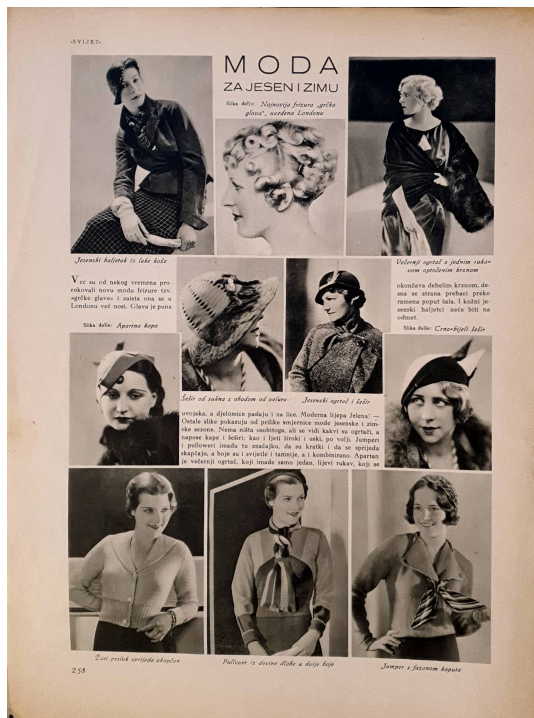 »SVIJET«
MODA
ZA JESEN I ZIMU
Slika dolje: Najnovija frizura „grčka
glava“, uvedena Londonu
Jesenski haljetak iz lake kože
Večernji ogrtač s jednim ruka-
vom optočenim krznom
Već su od nekog vremena pro-
rokovali novu modu frizure tzv.
»grčke glave« i zaista ona se u
Londonu već nosi. Glava je puna
Slika dolje: Apartna kapa
okončava debelim krznom, de-
sna se strana prebaci preko
ramena poput šala. I kožni je-
senski haljetci neće biti na
odmet.
Slika dolje: Crno-bijeli šešir
Šešir od sukna s obodom od velura
Jesenski ogrtač i šešir
uvojaka, a djelomice padaju i na lice. Moderna lijepa Jelena! —
Ostale slike pokazuju od prilike smjernice mode jesenske i zim-
ske sezone. Nema ništa osobitoga, ali se vidi kakvi su ogrtači, a
napose kape i šeširi: kao i ljeti široki i uski, po volji. Jumperi
i pulloweri imadu tu značajku, da su kratki i da se sprijeda
skapčaju, a boje su i svijetle i tamnije, a i kombinirano. Apartan
je večernji ogrtač, koji imade samo jedan, lijevi rukav, koji se
Žuti prsluk sprijeda ukopčan
Pullover iz devine dlake u dvije boje
Jumper s fazonom kaputa
258